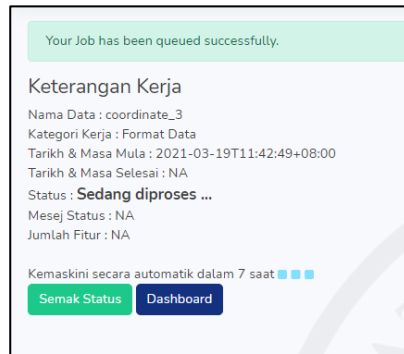 Your Job has been queued successfully.
Keterangan Kerja
Nama Data : coordinate_3
Kategori Kerja : Format Data
Tarikh & Masa Mula : 2021-03-19T11:42:49+08:00
Tarikh & Masa Selesai : NA
Status : Sedang diproses ...
Mesej Status : NA
Jumlah Fitur : NA
Kemaskini secara automatik dalam 7 saat
Semak Status Dashboard